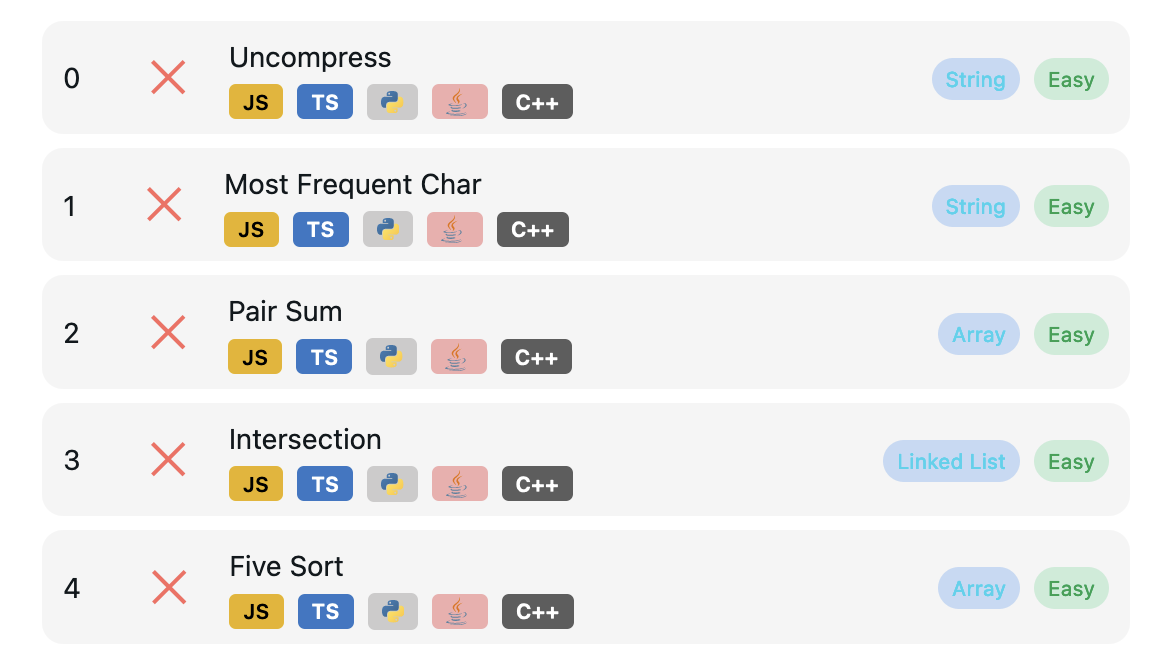 0
Uncompress
JS TS C++
String Easy
1
Most Frequent Char
JS TS C++
String Easy
2
Pair Sum
JS TS C++
Array Easy
3
Intersection
JS TS C++
Linked List Easy
4
Five Sort
JS TS C++
Array Easy